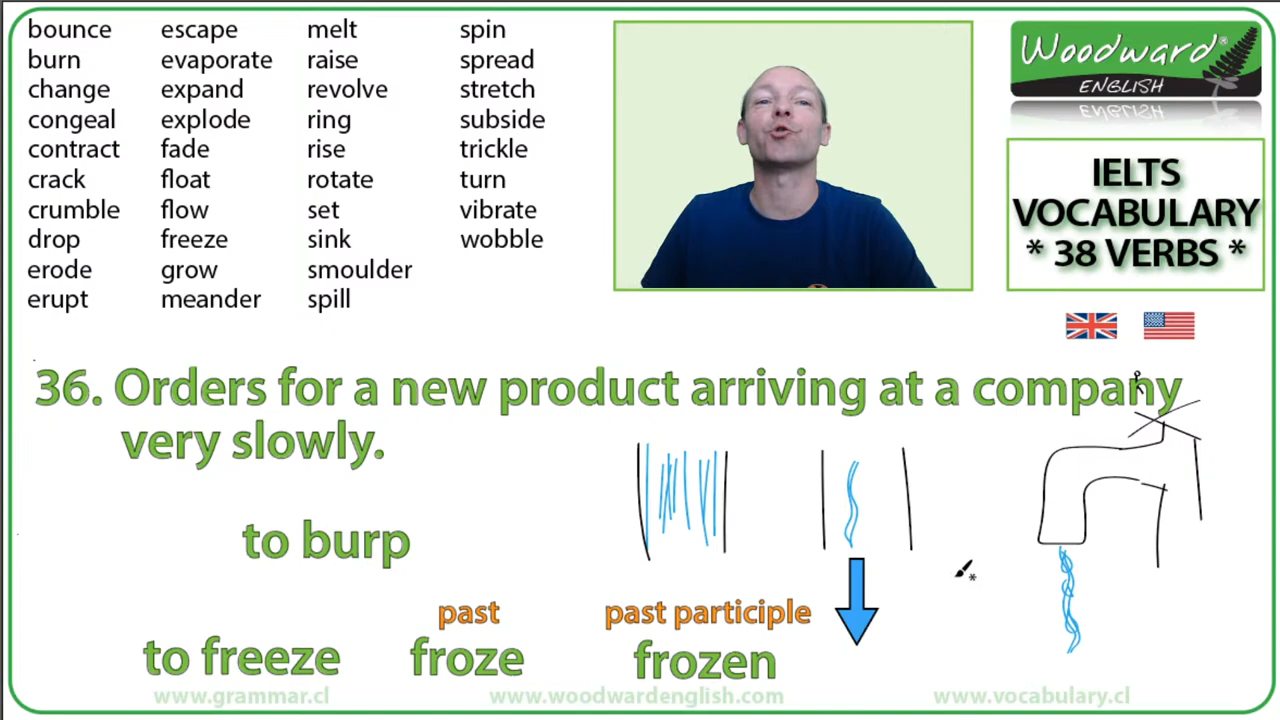 bounce escape melt spin
burn evaporate raise spread
change expand revolve stretch
congeal explode ring subside
contract fade rise trickle
crack float rotate turn
crumble flow set vibrate
drop freeze sink wobble
erode grow smoulder
erupt meander spill
Woodward®
ENGLISH
IELTS
VOCABULARY
* 38 VERBS *
36. Orders for a new product arriving at a company
very slowly.
to burp
past past participle
to freeze froze frozen
www.grammar.cl www.woodwardenglish.com www.vocabulary.cl